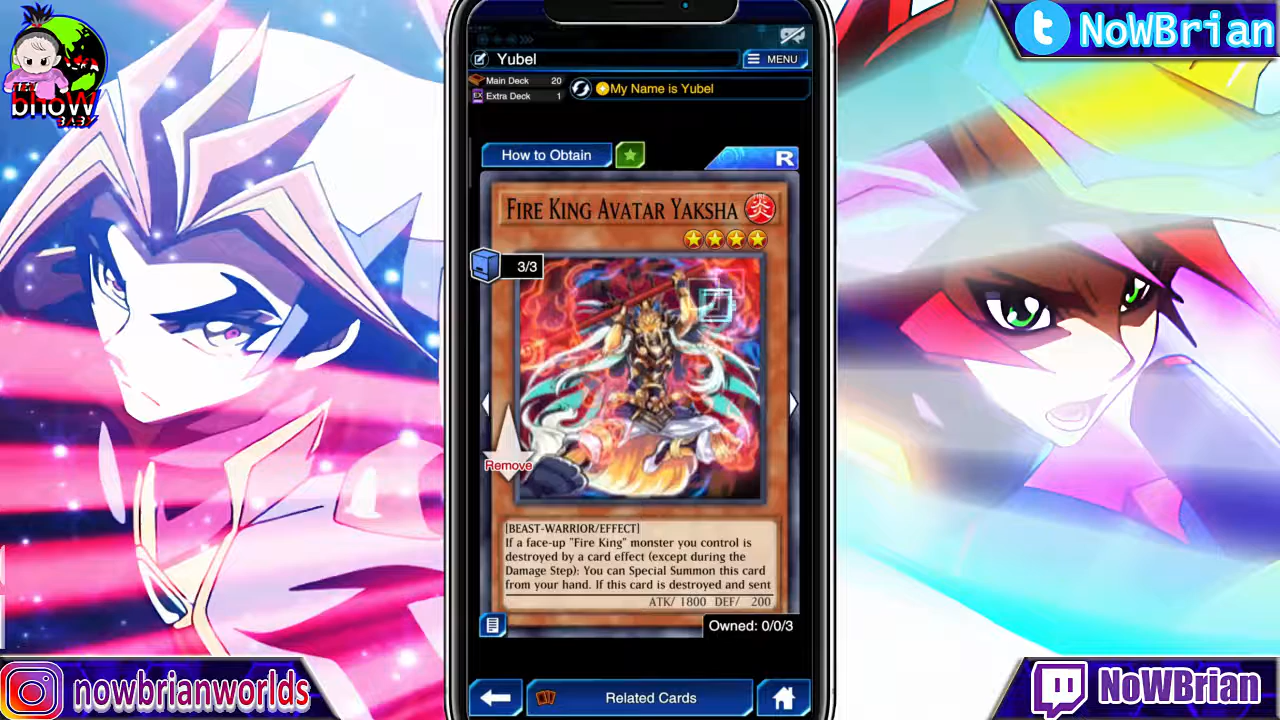 bhoW
BABY
NoWBrian
Yubel
MENU
Main Deck 20
EX Extra Deck 1
My Name is Yubel
How to Obtain
R
FIRE KING AVATAR YAKSHA 炎
3/3
Remove
[BEAST-WARRIOR/EFFECT]
If a face-up "Fire King" monster you control is
destroyed by a card effect (except during the
Damage Step): You can Special Summon this card
from your hand. If this card is destroyed and sent
ATK/ 1800 DEF/ 200
Owned: 0/0/3
Related Cards
nowbrianworlds
NoWBrian